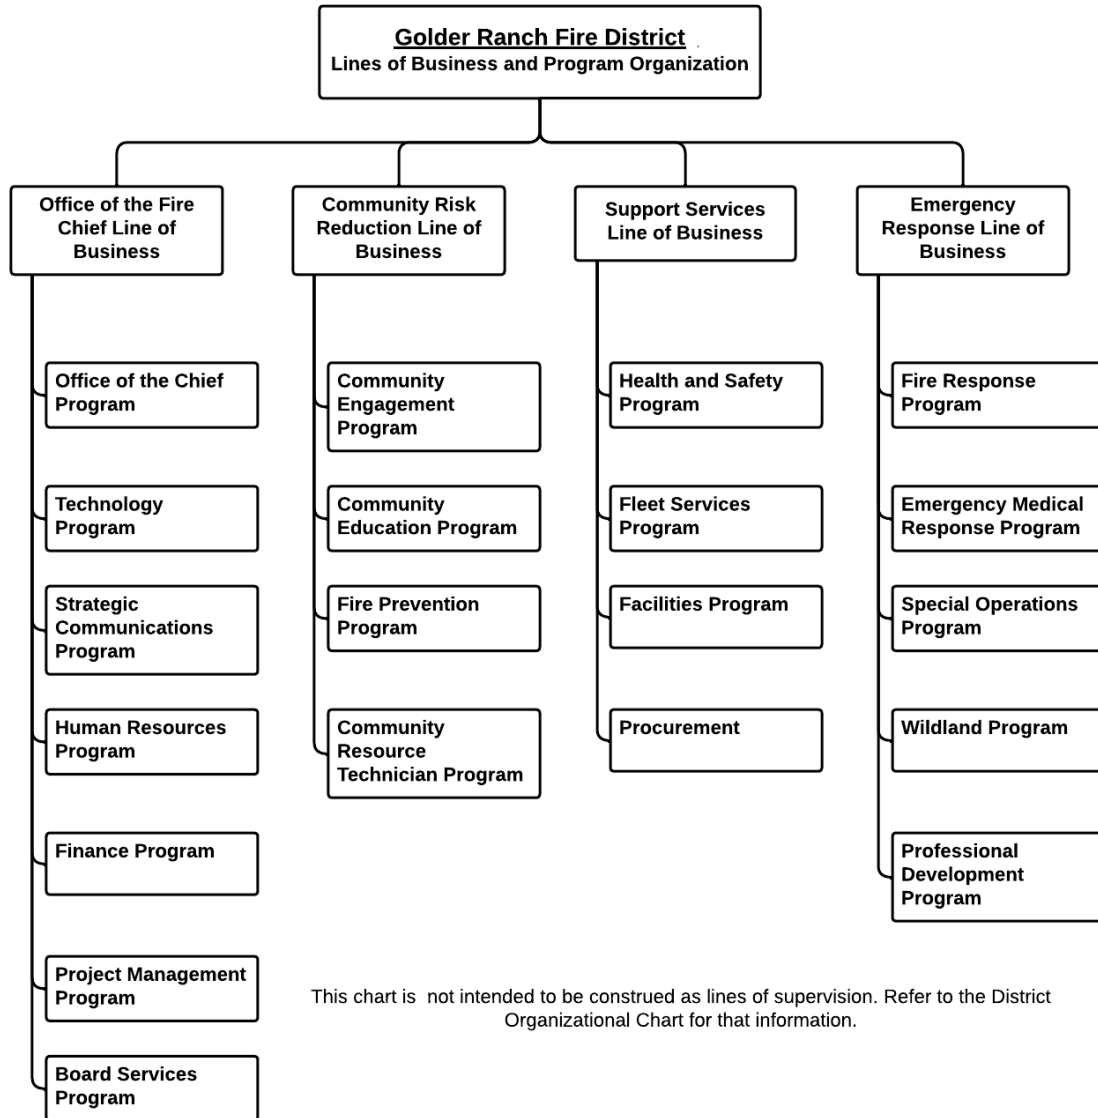 Golder Ranch Fire District
Lines of Business and Program Organization
Office of the Fire
Chief Line of
Business
Office of the Chief
Program
Technology
Program
Strategic
Communications
Program
Human Resources
Program
Finance Program
Project Management
Program
Board Services
Program
Community Risk
Reduction Line of
Business
Community
Engagement
Program
Community
Education Program
Fire Prevention
Program
Community
Resource
Technician Program
Support Services
Line of Business
Health and Safety
Program
Fleet Services
Program
Facilities Program
Procurement
Emergency
Response Line of
Business
Fire Response
Program
Emergency Medical
Response Program
Special Operations
Program
Wildland Program
Professional
Development
Program
This chart is  not intended to be construed as lines of supervision. Refer to the District
Organizational Chart for that information.